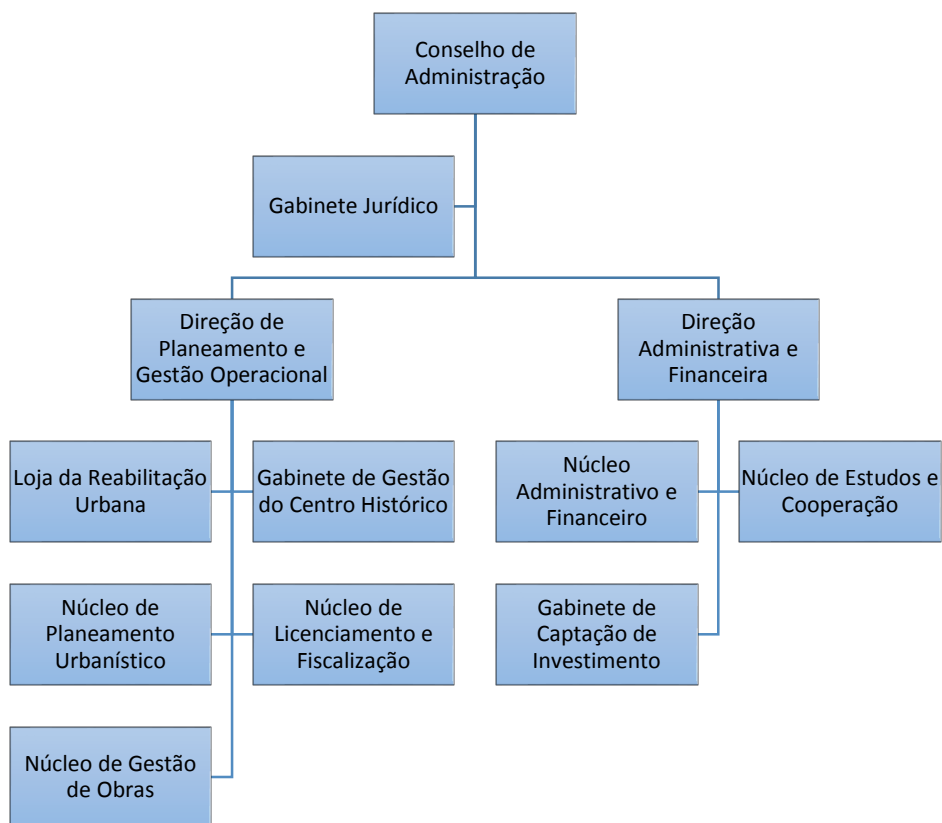 Conselho de
Administração
Gabinete Jurídico
Direção de
Planeamento e
Gestão Operacional
Direção
Administrativa e
Financeira
Loja da Reabilitação
Urbana
Gabinete de Gestão
do Centro Histórico
Núcleo
Administrativo e
Financeiro
Núcleo de Estudos e
Cooperação
Núcleo de
Planeamento
Urbanístico
Núcleo de
Licenciamento e
Fiscalização
Gabinete de
Captação de
Investimento
Núcleo de Gestão
de Obras